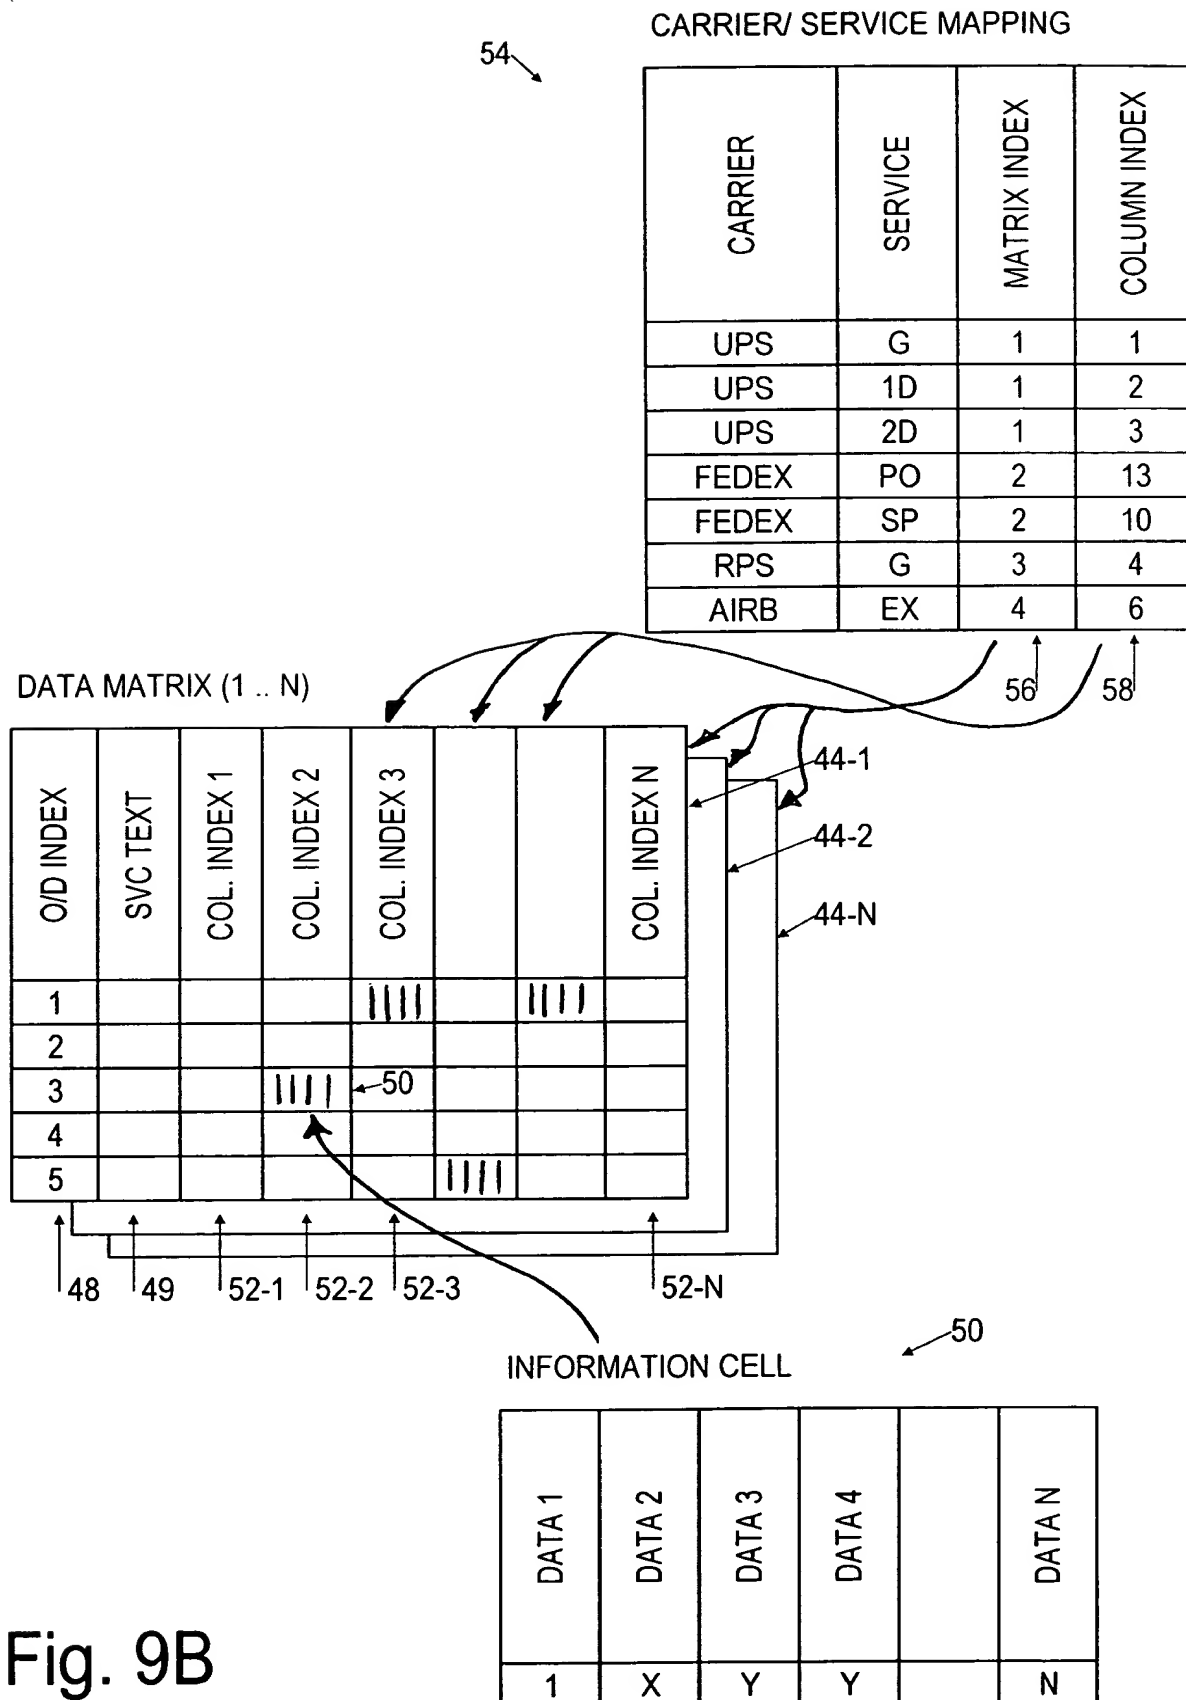 CARRIER/ SERVICE MAPPING
54
CARRIER SERVICE MATRIX INDEX COLUMN INDEX
UPS G 1 1
UPS 1D 1 2
UPS 2D 1 3
FEDEX PO 2 13
FEDEX SP 2 10
RPS G 3 4
AIRB EX 4 6
56 58
DATA MATRIX (1 .. N)
O/D INDEX SVC TEXT COL. INDEX 1 COL. INDEX 2 COL. INDEX 3 COL. INDEX N
44-1
44-2
44-N
1
2
3 50
4
5
48 49 52-1 52-2 52-3 52-N
50
INFORMATION CELL
DATA 1 DATA 2 DATA 3 DATA 4 DATA N
1 X Y Y N
Fig. 9B